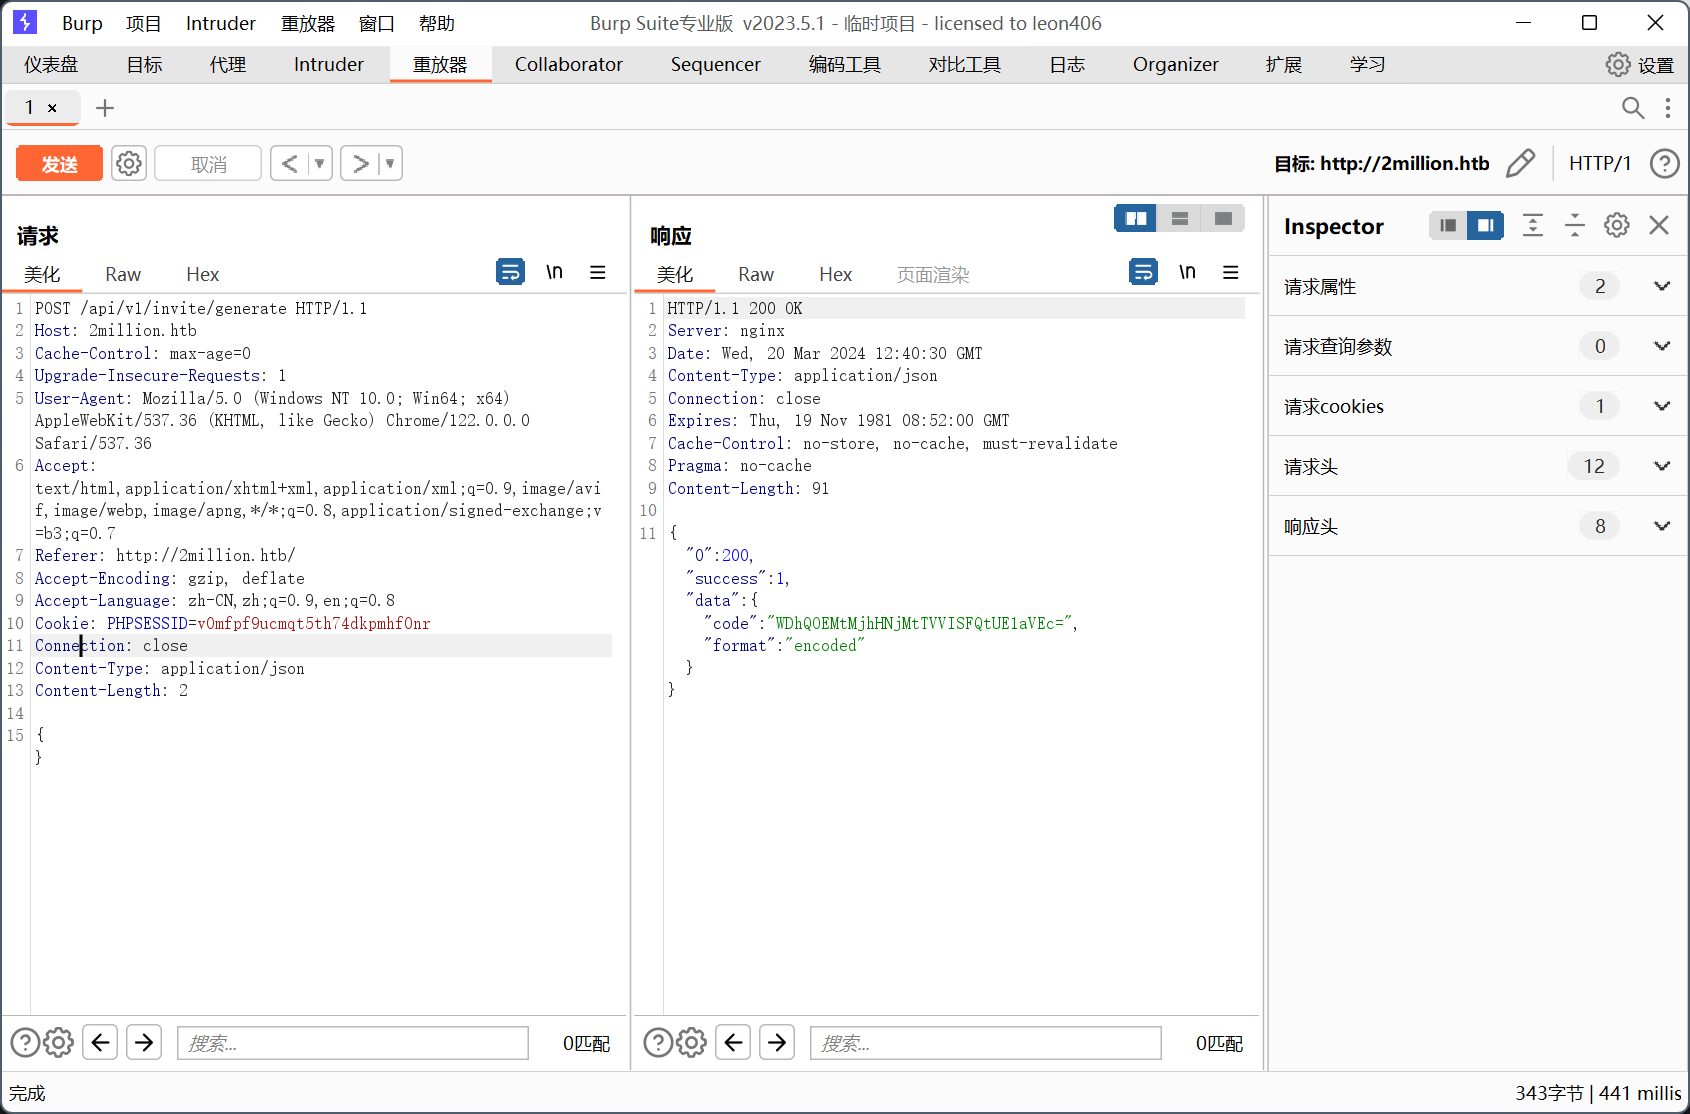 Burp 项目 Intruder 重放器 窗口 帮助 Burp Suite专业版 v2023.5.1 - 临时项目 - licensed to leon406
仪表盘 目标 代理 Intruder 重放器 Collaborator Sequencer 编码工具 对比工具 日志 Organizer 扩展 学习 设置
1 ×
发送 取消 < > 目标: http://2million.htb HTTP/1
请求
美化 Raw Hex \n
1 POST /api/v1/invite/generate HTTP/1.1
2 Host: 2million.htb
3 Cache-Control: max-age=0
4 Upgrade-Insecure-Requests: 1
5 User-Agent: Mozilla/5.0 (Windows NT 10.0; Win64; x64)
AppleWebKit/537.36 (KHTML, like Gecko) Chrome/122.0.0.0
Safari/537.36
6 Accept:
text/html,application/xhtml+xml,application/xml;q=0.9,image/avi
f,image/webp,image/apng,*/*;q=0.8,application/signed-exchange;v
=b3;q=0.7
7 Referer: http://2million.htb/
8 Accept-Encoding: gzip, deflate
9 Accept-Language: zh-CN,zh;q=0.9,en;q=0.8
10 Cookie: PHPSESSID=v0mfpf9ucmqt5th74dkpmhf0nr
11 Connection: close
12 Content-Type: application/json
13 Content-Length: 2
14
15 {
}
搜索... 0匹配
响应
美化 Raw Hex 页面渲染 \n
1 HTTP/1.1 200 OK
2 Server: nginx
3 Date: Wed, 20 Mar 2024 12:40:30 GMT
4 Content-Type: application/json
5 Connection: close
6 Expires: Thu, 19 Nov 1981 08:52:00 GMT
7 Cache-Control: no-store, no-cache, must-revalidate
8 Pragma: no-cache
9 Content-Length: 91
10
11 {
"0":200,
"success":1,
"data":{
"code":"WDhQOEMtMjhHNjMtTVVISFQtUE1aVEc=",
"format":"encoded"
}
}
搜索... 0匹配
Inspector
请求属性 2
请求查询参数 0
请求cookies 1
请求头 12
响应头 8
完成 343字节 | 441 millis